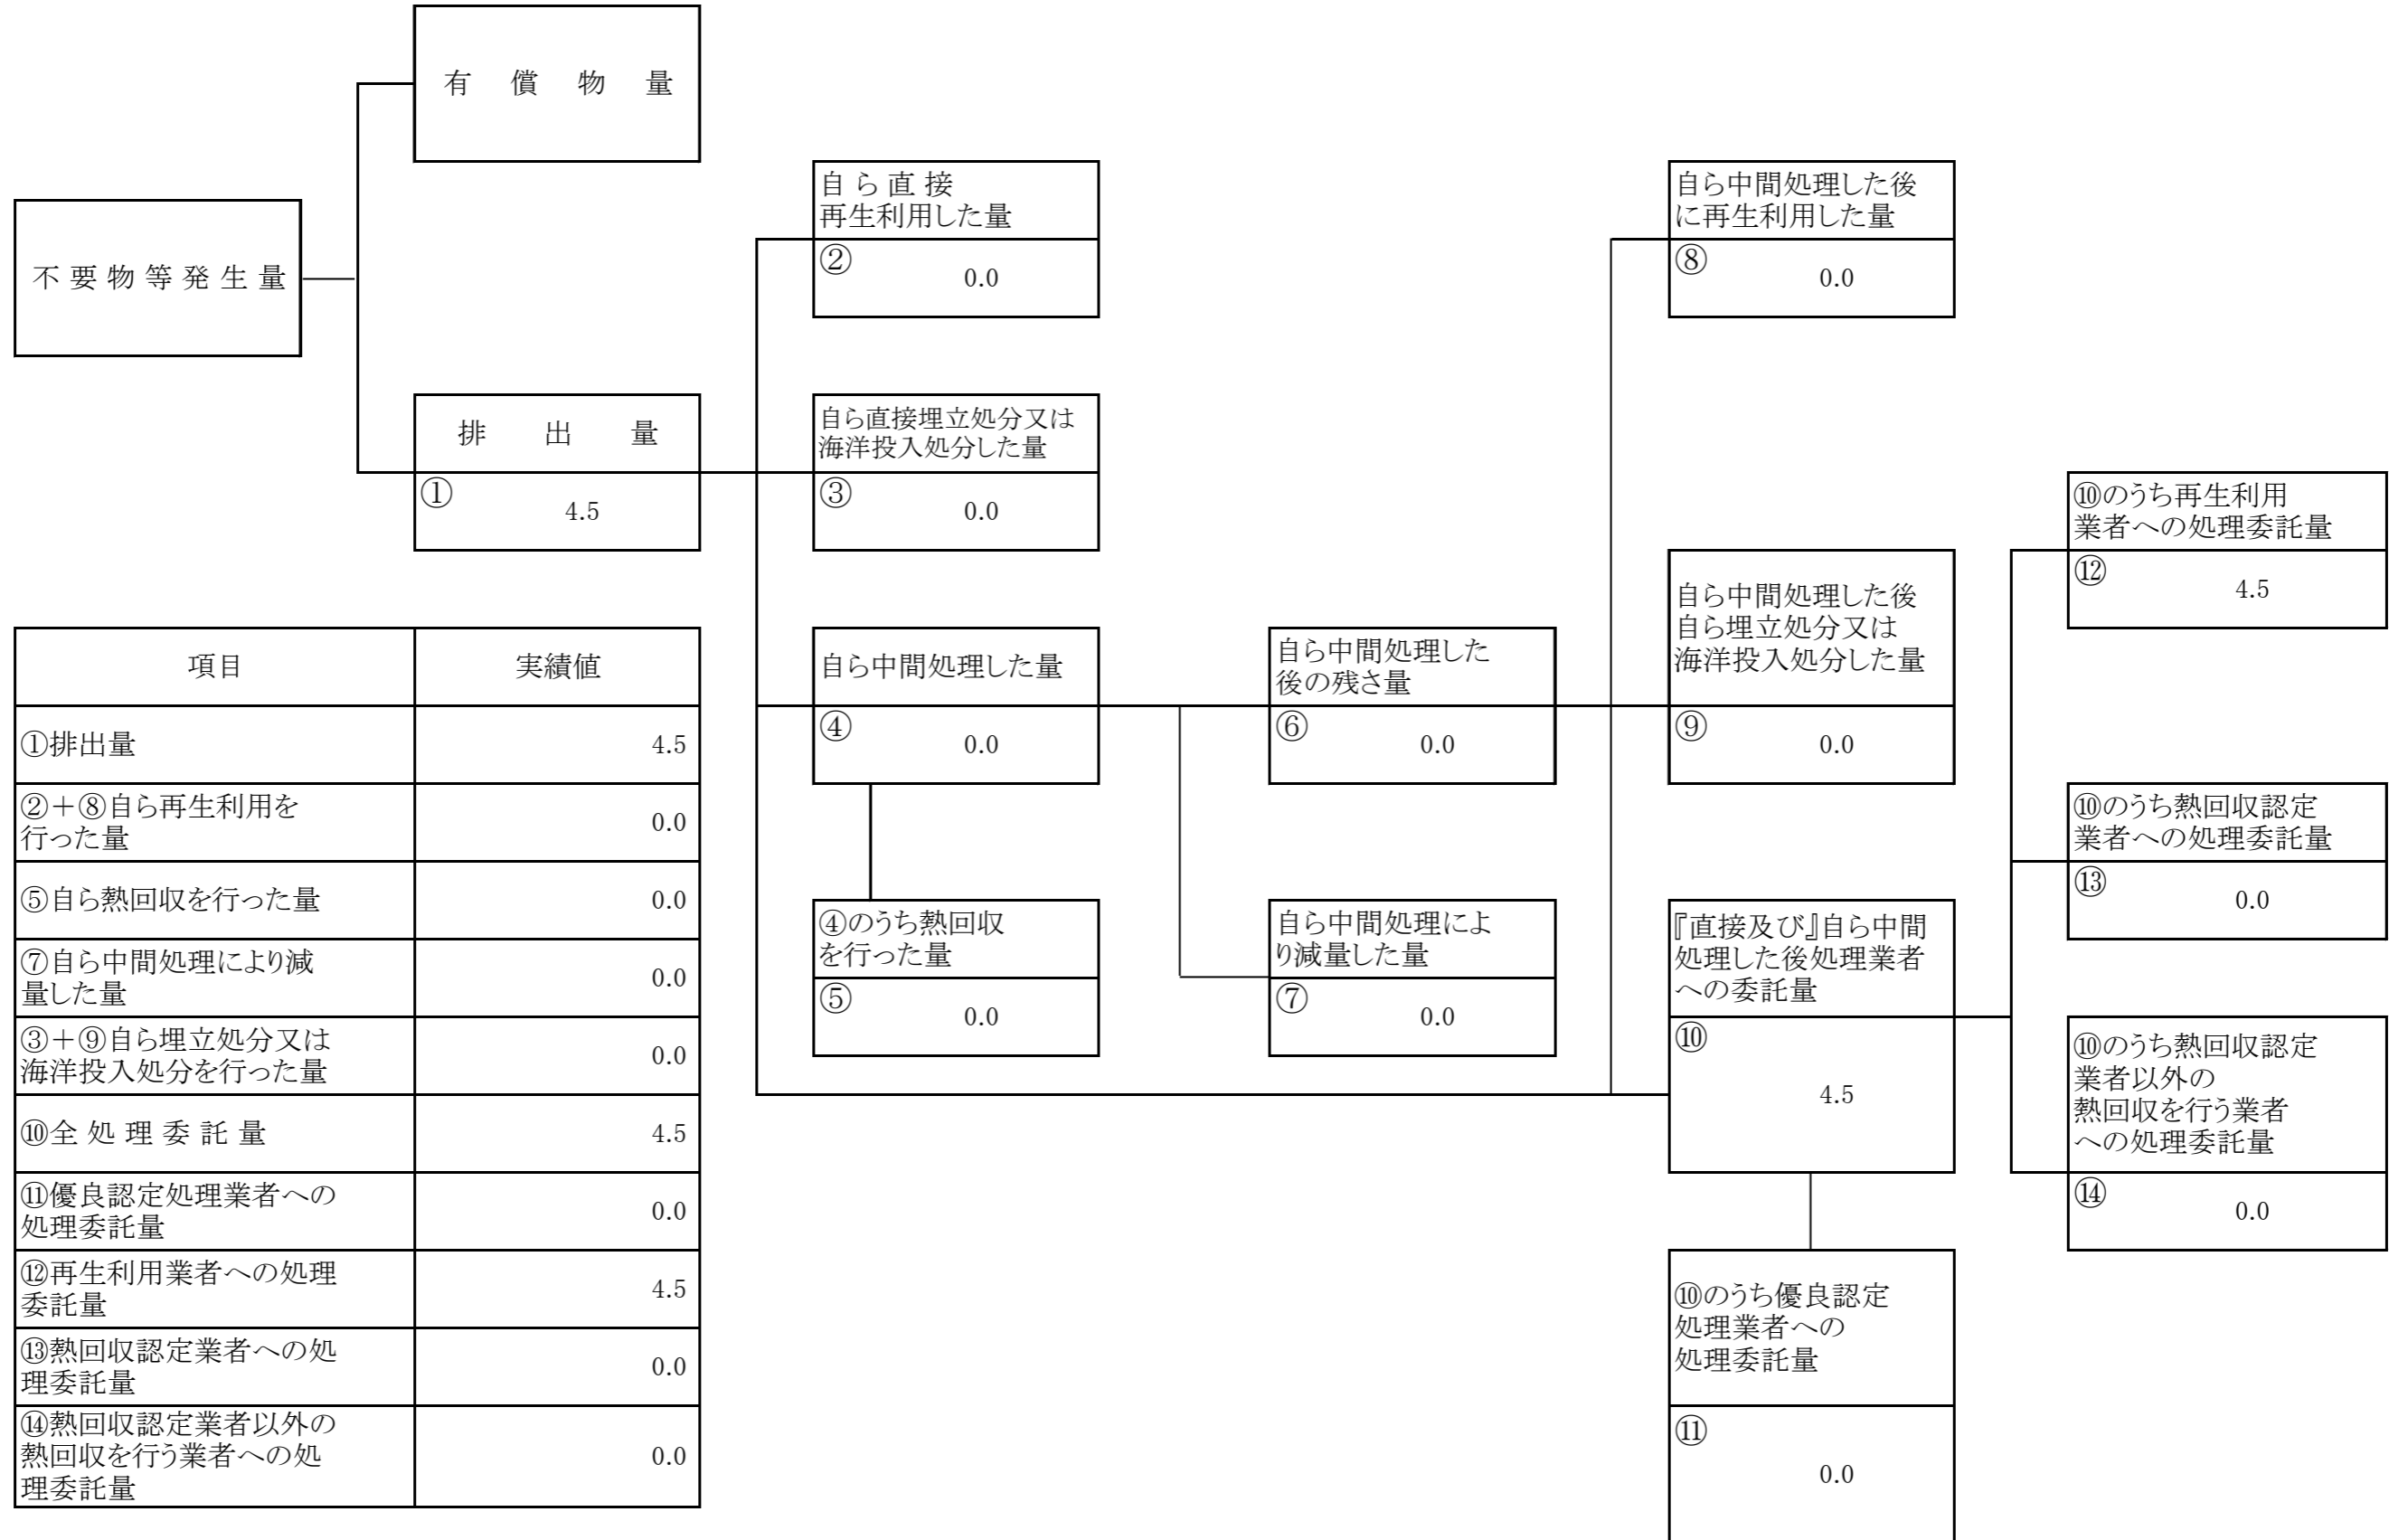 有 償 物 量
不 要 物 等 発 生 量
排 出 量
①
4.5
自 ら 直 接
再生利用した量
②
0.0
自ら直接埋立処分又は
海洋投入処分した量
③
0.0
自ら中間処理した量
④
0.0
④のうち熱回収
を行った量
⑤
0.0
自ら中間処理した
後の残さ量
⑥
0.0
自ら中間処理によ
り減量した量
⑦
0.0
自ら中間処理した後
に再生利用した量
⑧
0.0
自ら中間処理した後
自ら埋立処分又は
海洋投入処分した量
⑨
0.0
『直接及び』自ら中間
処理した後処理業者
への委託量
⑩
4.5
⑩のうち優良認定
処理業者への
処理委託量
⑪
0.0
⑩のうち再生利用
業者への処理委託量
⑫
4.5
⑩のうち熱回収認定
業者への処理委託量
⑬
0.0
⑩のうち熱回収認定
業者以外の
熱回収を行う業者
への処理委託量
⑭
0.0
項目 実績値
①排出量 4.5
②＋⑧自ら再生利用を
行った量 0.0
⑤自ら熱回収を行った量 0.0
⑦自ら中間処理により減
量した量 0.0
③＋⑨自ら埋立処分又は
海洋投入処分を行った量 0.0
⑩全 処 理 委 託 量 4.5
⑪優良認定処理業者への
処理委託量 0.0
⑫再生利用業者への処理
委託量 4.5
⑬熱回収認定業者への処
理委託量 0.0
⑭熱回収認定業者以外の
熱回収を行う業者への処
理委託量 0.0